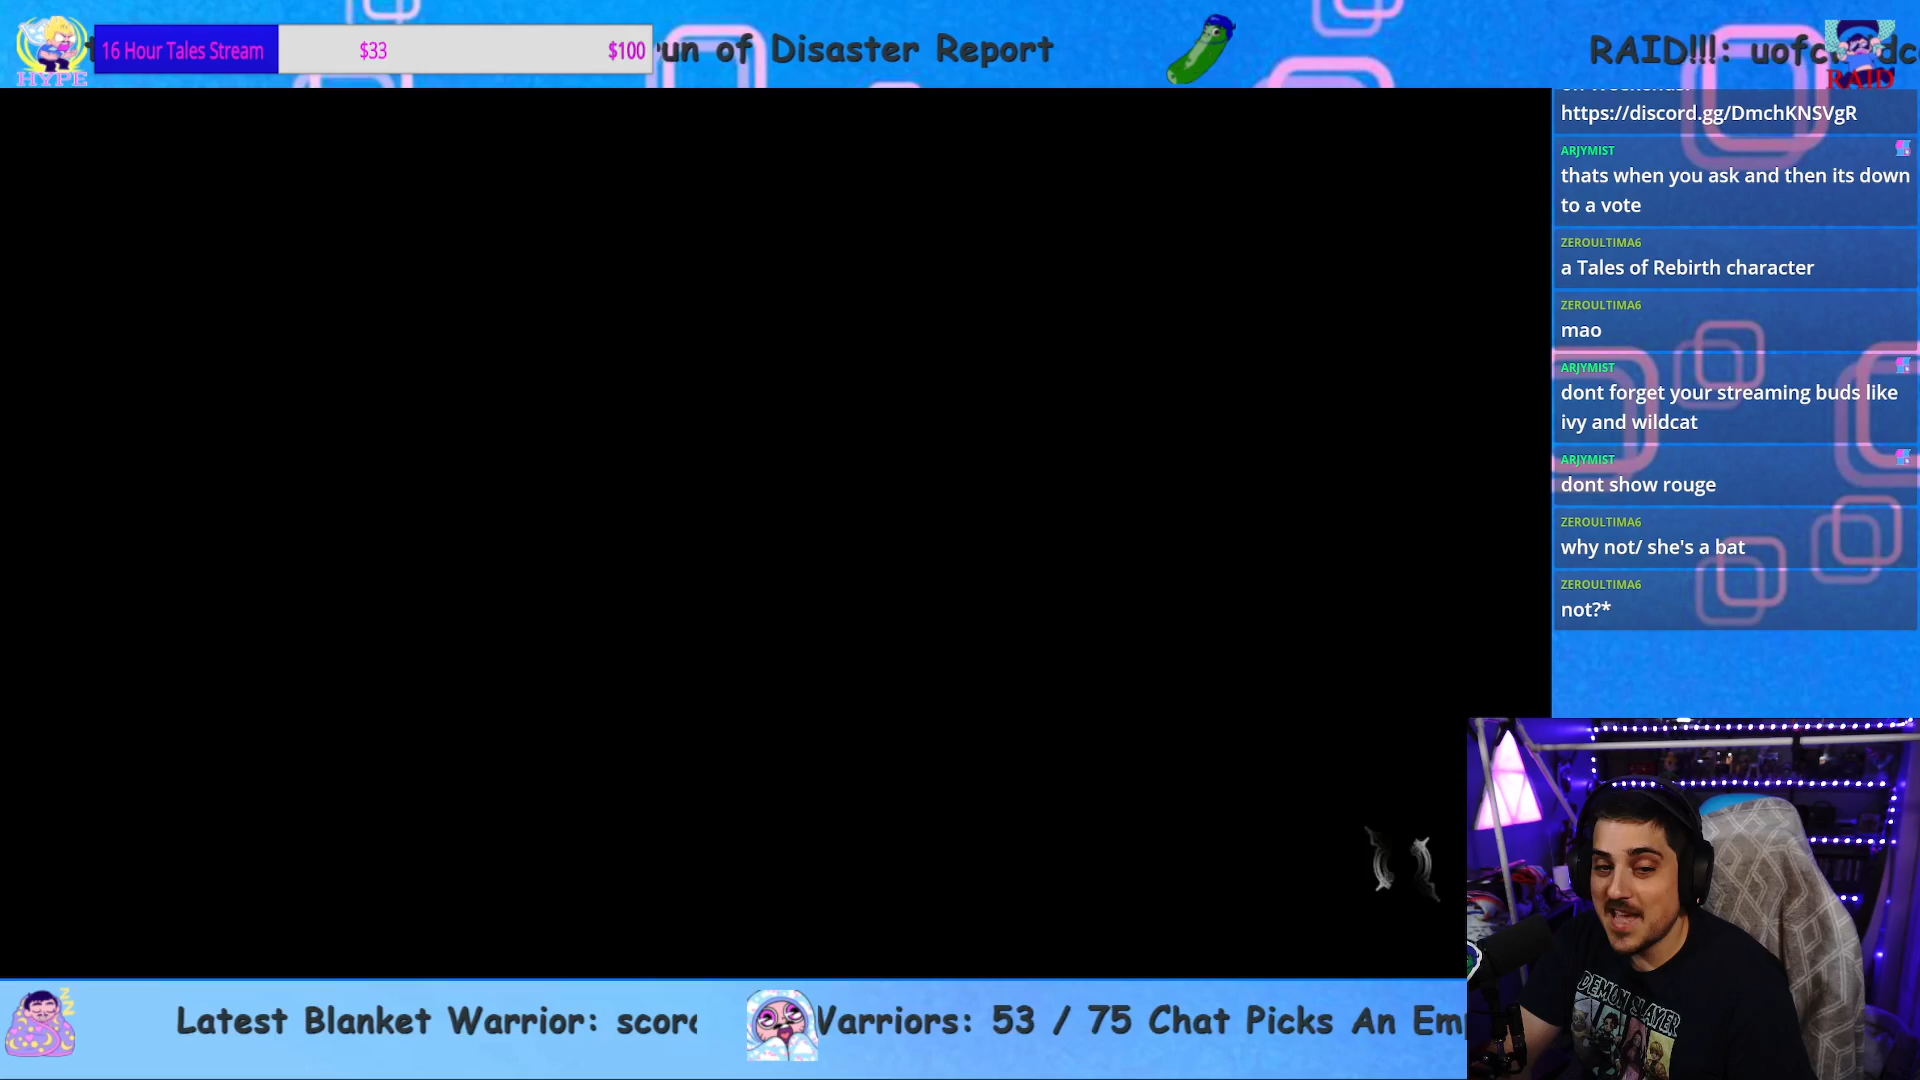 16 Hour Tales Stream $33 $100 un of Disaster Report
RAID!!!:
HYPE
RAID
https://discord.gg/DmchKNSVgR
ARJYMIST
thats when you ask and then its down
to a vote
ZEROULTIMA6
a Tales of Rebirth character
ZEROULTIMA6
mao
ARJYMIST
dont forget your streaming buds like
ivy and wildcat
ARJYMIST
dont show rouge
ZEROULTIMA6
why not/ she's a bat
ZEROULTIMA6
not?*
DEMON SLAYER
Latest Blanket Warrior: scor
Warriors: 53 / 75 Chat Picks An Em